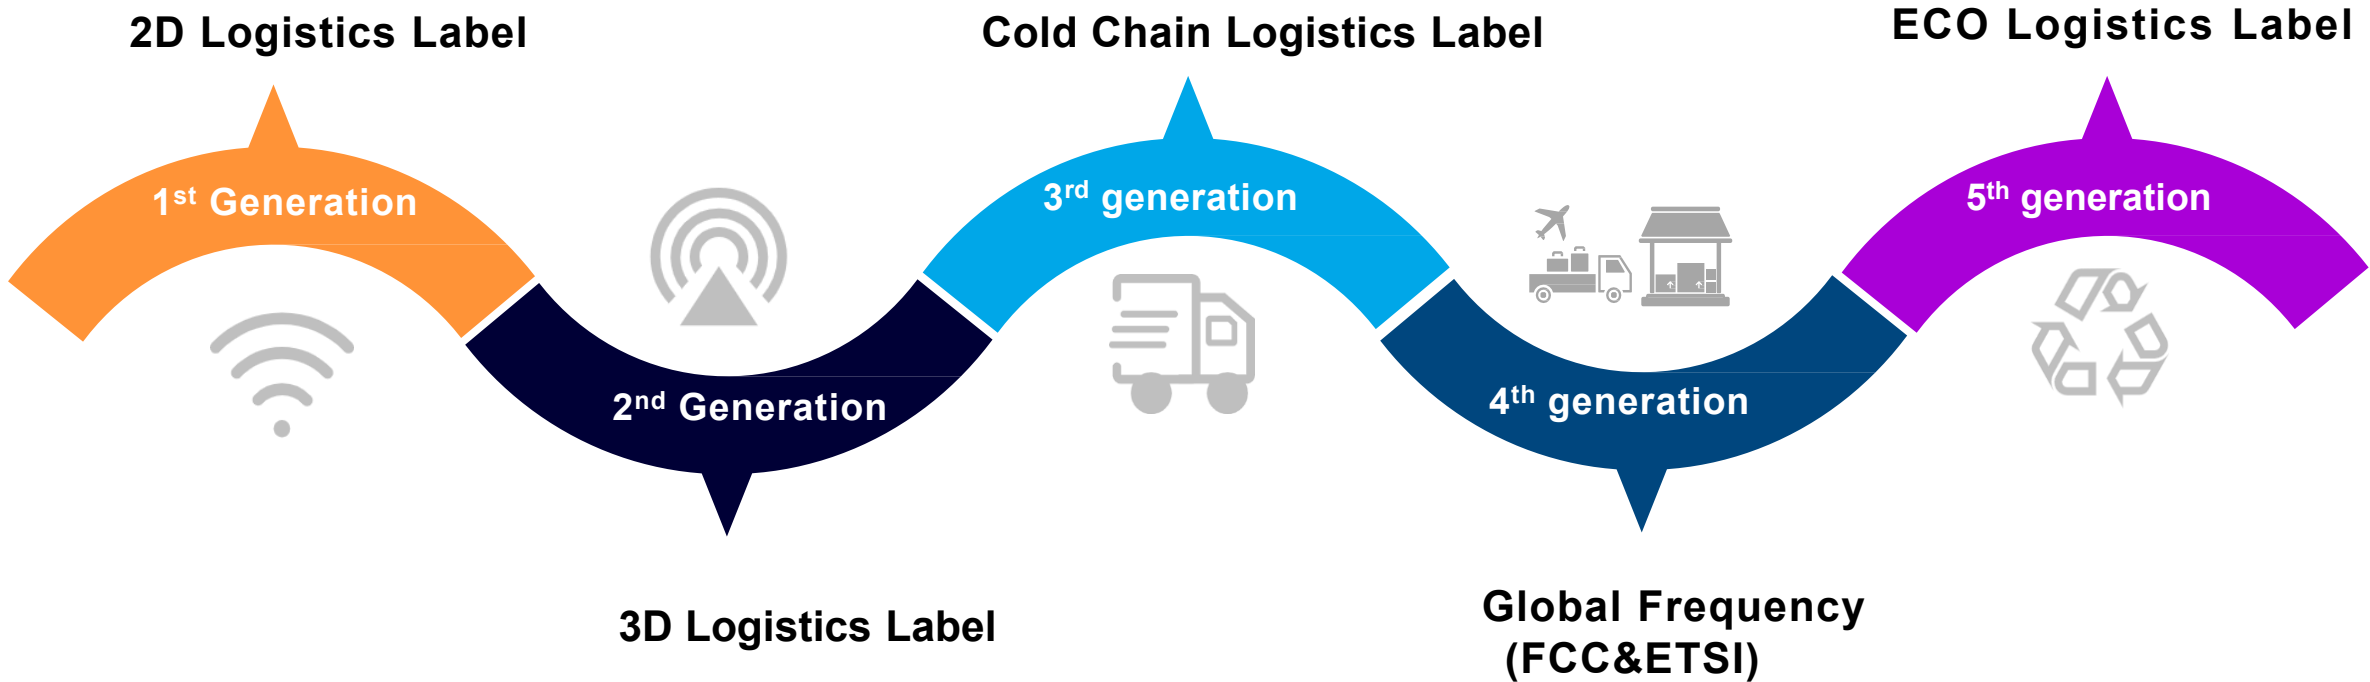 2D Logistics Label
Cold Chain Logistics Label
ECO Logistics Label
1st Generation
2nd Generation
3rd generation
4th generation
5th generation
3D Logistics Label
Global Frequency
(FCC&ETSI)